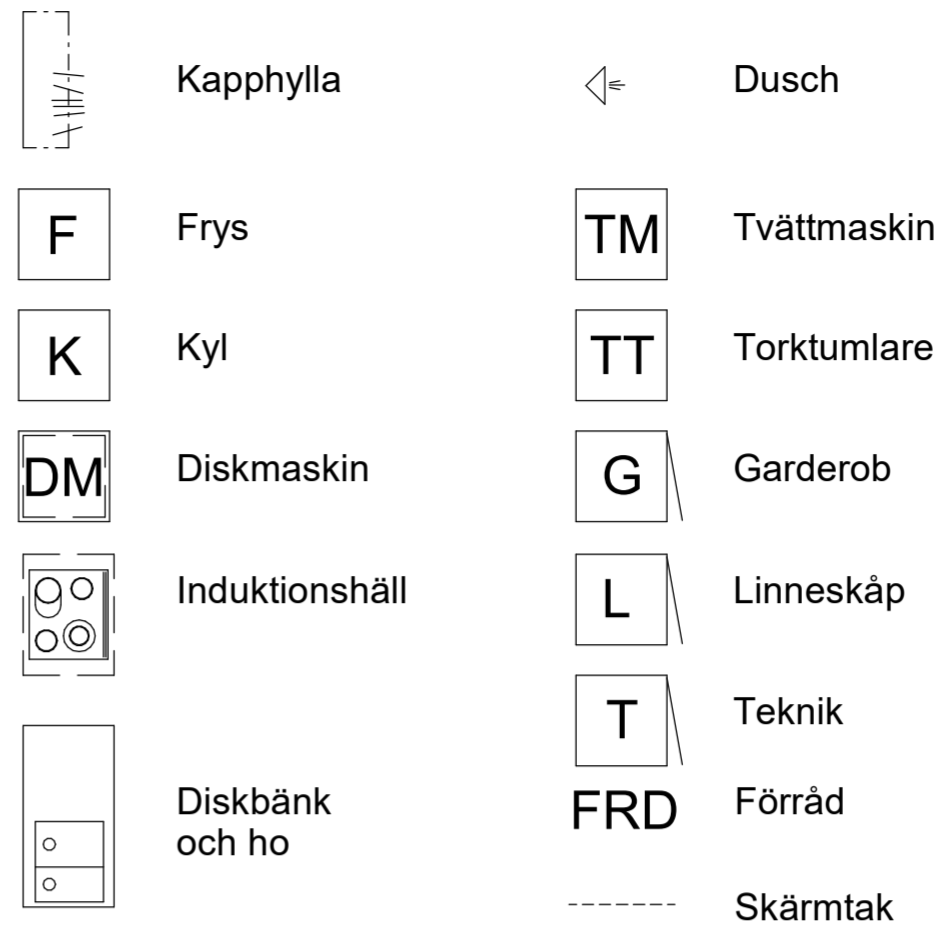 Kapphylla
F Frys
K Kyl
DM Diskmaskin
Induktionshäll
Diskbänk
och ho
Dusch
TM Tvättmaskin
TT Torktumlare
G Garderob
L Linneskåp
T Teknik
FRD Förråd
Skärmtak